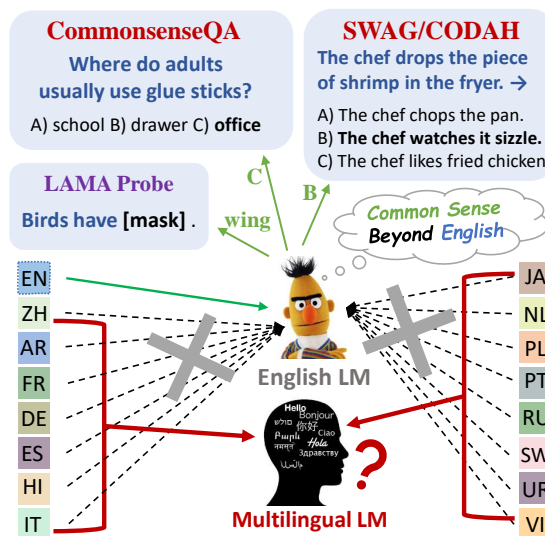 CommonsenseQA
Where do adults
usually use glue sticks?
A) school B) drawer C) office
SWAG/CODAH
The chef drops the piece
of shrimp in the fryer. →
A) The chef chops the pan.
B) The chef watches it sizzle.
C) The chef likes fried chicken
LAMA Probe
Birds have [mask] .
wing
C
B
Common Sense
Beyond English
EN
ZH
AR
FR
DE
ES
HI
IT
JA
NL
PL
PT
RU
SW
UR
VI
English LM
Hello
Bonjour
שלום
你好
Ciao
Hola
नमस्ते
Здравствуу
?
Multilingual LM